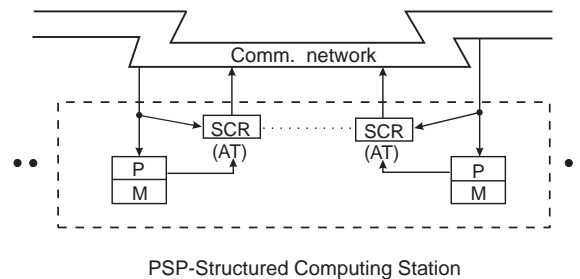 Comm. network
SCR SCR
(AT) (AT)
P P
M M
PSP-Structured Computing Station